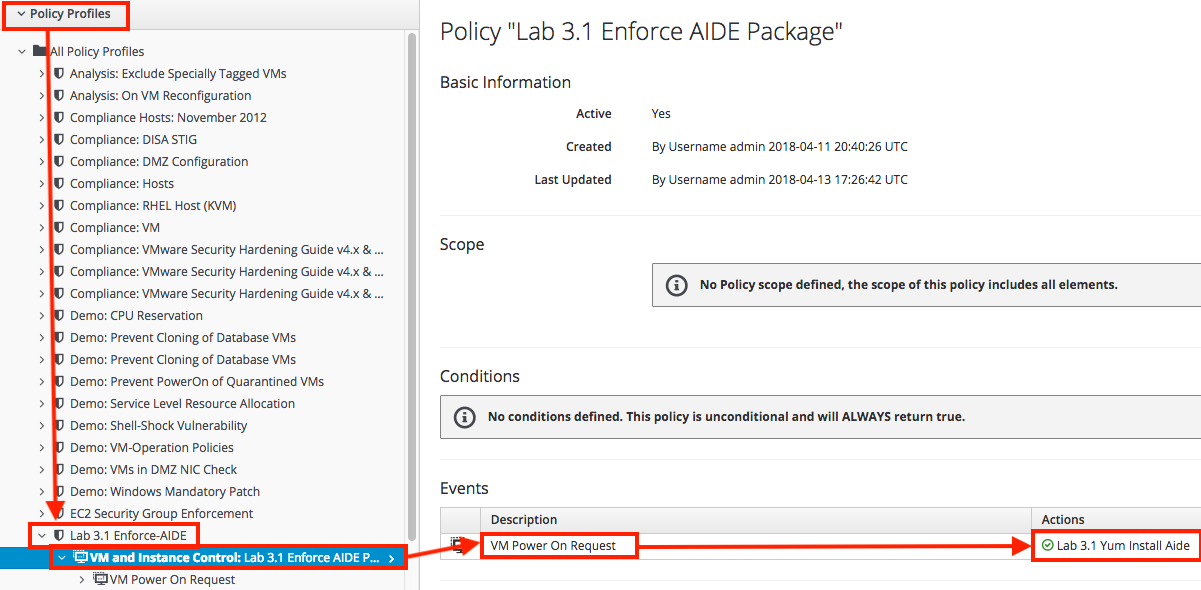 Policy Profiles
All Policy Profiles
Analysis: Exclude Specially Tagged VMs
Analysis: On VM Reconfiguration
Compliance Hosts: November 2012
Compliance: DISA STIG
Compliance: DMZ Configuration
Compliance: Hosts
Compliance: RHEL Host (KVM)
Compliance: VM
Compliance: VMware Security Hardening Guide v4.x & ...
Compliance: VMware Security Hardening Guide v4.x & ...
Compliance: VMware Security Hardening Guide v4.x & ...
Demo: CPU Reservation
Demo: Prevent Cloning of Database VMs
Demo: Prevent Cloning of Database VMs
Demo: Prevent PowerOn of Quarantined VMs
Demo: Service Level Resource Allocation
Demo: Shell-Shock Vulnerability
Demo: VM-Operation Policies
Demo: VMs in DMZ NIC Check
Demo: Windows Mandatory Patch
EC2 Security Group Enforcement
Lab 3.1 Enforce-AIDE
VM and Instance Control: Lab 3.1 Enforce AIDE P...
VM Power On Request
Policy "Lab 3.1 Enforce AIDE Package"
Basic Information
Active Yes
Created By Username admin 2018-04-11 20:40:26 UTC
Last Updated By Username admin 2018-04-13 17:26:42 UTC
Scope
No Policy scope defined, the scope of this policy includes all elements.
Conditions
No conditions defined. This policy is unconditional and will ALWAYS return true.
Events
Description Actions
VM Power On Request Lab 3.1 Yum Install Aide